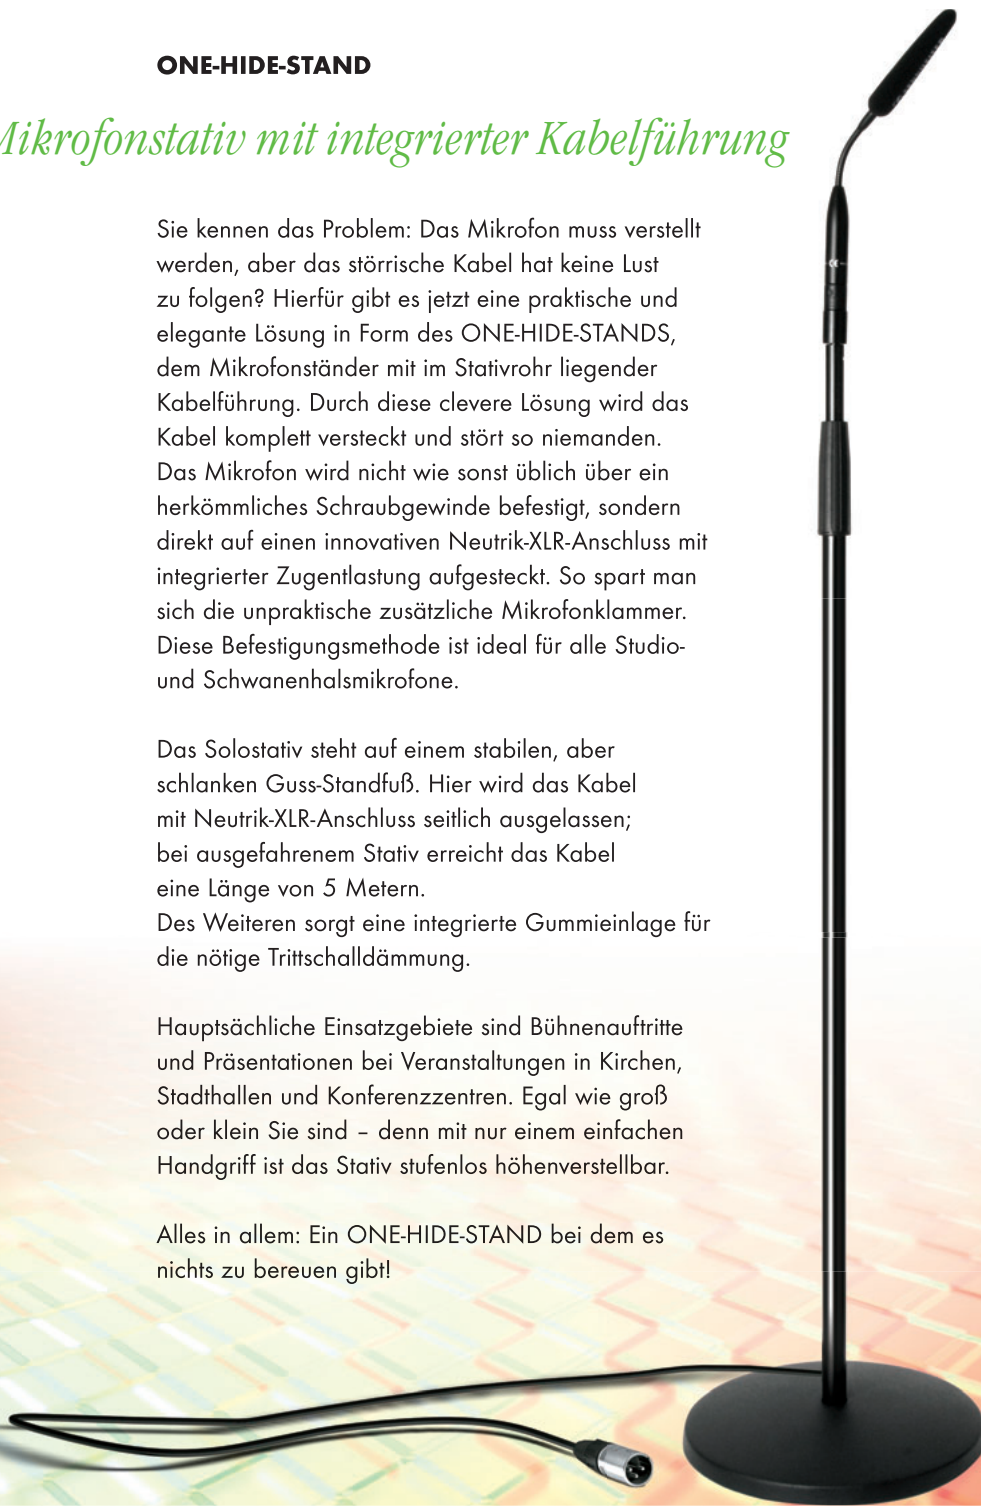 ONE-HIDE-STAND
Mikrofonstativ mit integrierter Kabelführung
Sie kennen das Problem: Das Mikrofon muss verstellt
werden, aber das störrische Kabel hat keine Lust
zu folgen? Hierfür gibt es jetzt eine praktische und
elegante Lösung in Form des ONE-HIDE-STANDS,
dem Mikrofonständer mit im Stativrohr liegender
Kabelführung. Durch diese clevere Lösung wird das
Kabel komplett versteckt und stört so niemanden.
Das Mikrofon wird nicht wie sonst üblich über ein
herkömmliches Schraubgewinde befestigt, sondern
direkt auf einen innovativen Neutrik-XLR-Anschluss mit
integrierter Zugentlastung aufgesteckt. So spart man
sich die unpraktische zusätzliche Mikrofonklammer.
Diese Befestigungsmethode ist ideal für alle Studio-
und Schwanenhalsmikrofone.
Das Solostativ steht auf einem stabilen, aber
schlanken Guss-Standfuß. Hier wird das Kabel
mit Neutrik-XLR-Anschluss seitlich ausgelassen;
bei ausgefahrenem Stativ erreicht das Kabel
eine Länge von 5 Metern.
Des Weiteren sorgt eine integrierte Gummieinlage für
die nötige Trittschalldämmung.
Hauptsächliche Einsatzgebiete sind Bühnenauftritte
und Präsentationen bei Veranstaltungen in Kirchen,
Stadthallen und Konferenzzentren. Egal wie groß
oder klein Sie sind – denn mit nur einem einfachen
Handgriff ist das Stativ stufenlos höhenverstellbar.
Alles in allem: Ein ONE-HIDE-STAND bei dem es
nichts zu bereuen gibt!
CE